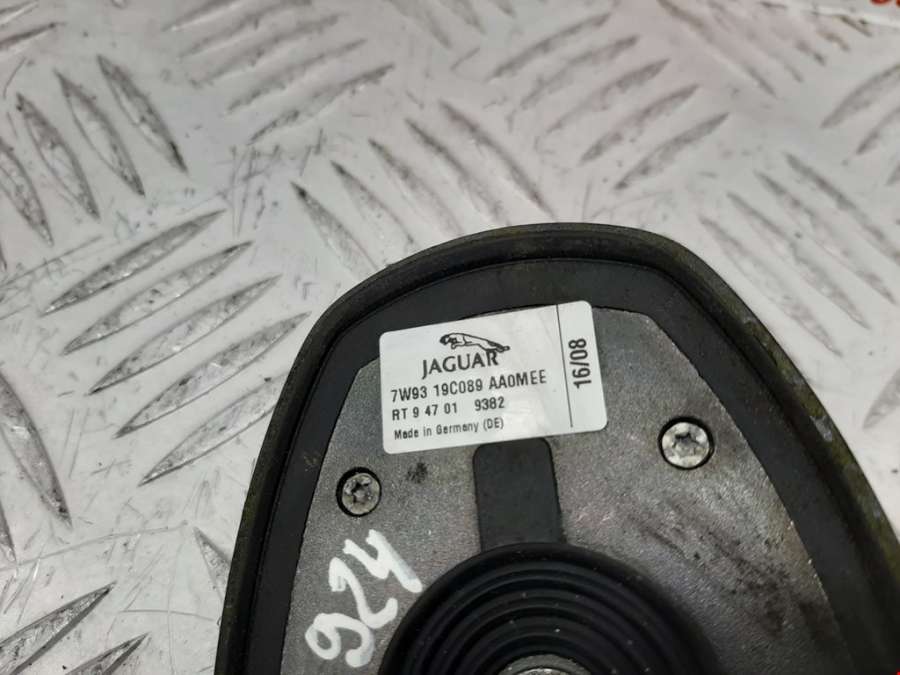 JAGUAR
7W93 19C089 AA0MEE
RT 9 47 01 9382
Made in Germany (DE)
16/08
924